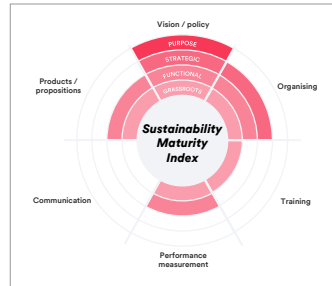 Vision / policy
PURPOSE
STRATEGIC
FUNCTIONAL
GRASSROOTS
Products /
propositions
Organising
Sustainability
Maturity
Index
Communication
Training
Performance
measurement